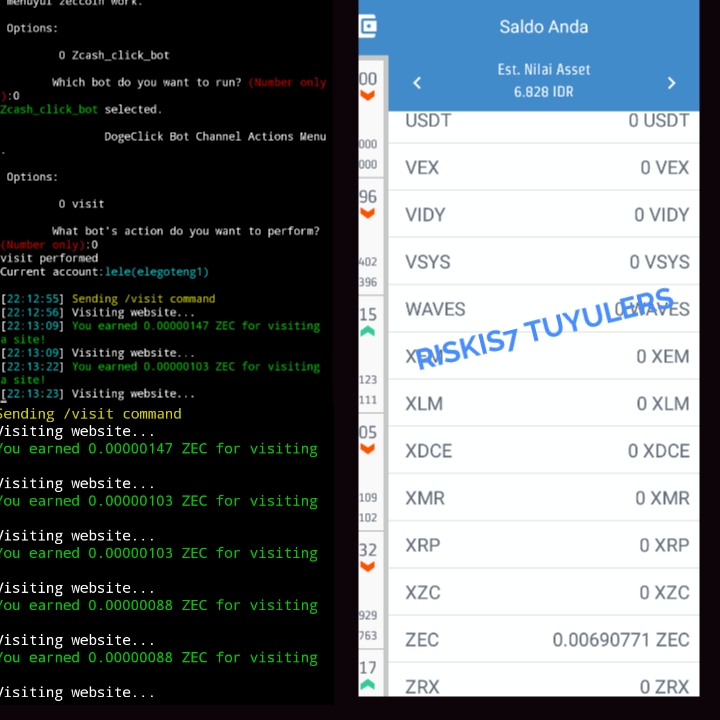 menuyul zeccoin work.
Options:
0 Zcash_click_bot
Which bot do you want to run? (Number only
):0
Zcash_click_bot selected.
DogeClick Bot Channel Actions Menu
.
Options:
0 visit
What bot's action do you want to perform?
(Number only):0
visit performed
Current account:lele(elegoteng1)
[22:12:55] Sending /visit command
[22:12:56] Visiting website...
[22:13:09] You earned 0.00000147 ZEC for visiting
a site!
[22:13:09] Visiting website...
[22:13:22] You earned 0.00000103 ZEC for visiting
a site!
[22:13:23] Visiting website...
Sending /visit command
Visiting website...
You earned 0.00000147 ZEC for visiting
Visiting website...
You earned 0.00000103 ZEC for visiting
Visiting website...
You earned 0.00000103 ZEC for visiting
Visiting website...
You earned 0.00000088 ZEC for visiting
Visiting website...
You earned 0.00000088 ZEC for visiting
Visiting website...
00
000
000
96
402
396
15
123
111
05
109
102
32
929
763
17
Saldo Anda
Est. Nilai Asset
6.828 IDR
USDT 0 USDT
VEX 0 VEX
VIDY 0 VIDY
VSYS 0 VSYS
WAVES 0 WAVES
RISKIS7 TUYULERS
XEM 0 XEM
XLM 0 XLM
XDCE 0 XDCE
XMR 0 XMR
XRP 0 XRP
XZC 0 XZC
ZEC 0.00690771 ZEC
ZRX 0 ZRX